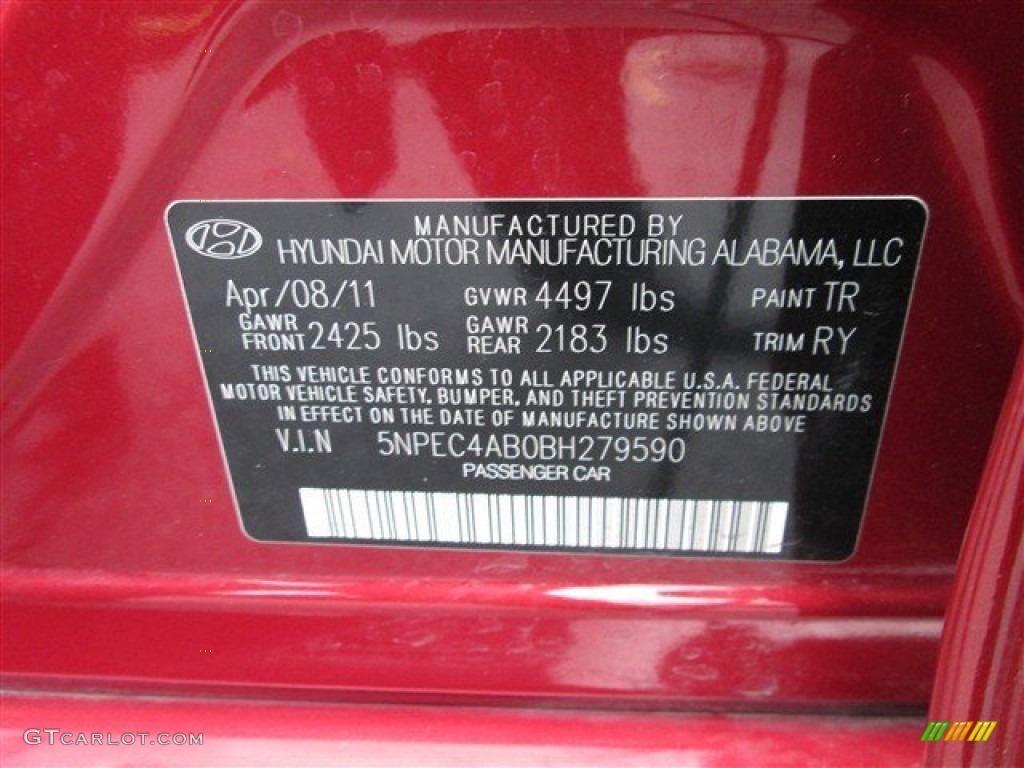 MANUFACTURED BY
HYUNDAI MOTOR MANUFACTURING ALABAMA, LLC
Apr/08/11 GVWR 4497 lbs PAINT TR
GAWR FRONT 2425 lbs GAWR REAR 2183 lbs TRIM RY
THIS VEHICLE CONFORMS TO ALL APPLICABLE U.S.A. FEDERAL
MOTOR VEHICLE SAFETY, BUMPER, AND THEFT PREVENTION STANDARDS
IN EFFECT ON THE DATE OF MANUFACTURE SHOWN ABOVE
V.I.N 5NPEC4AB0BH279590
PASSENGER CAR
GTCARLOT.COM